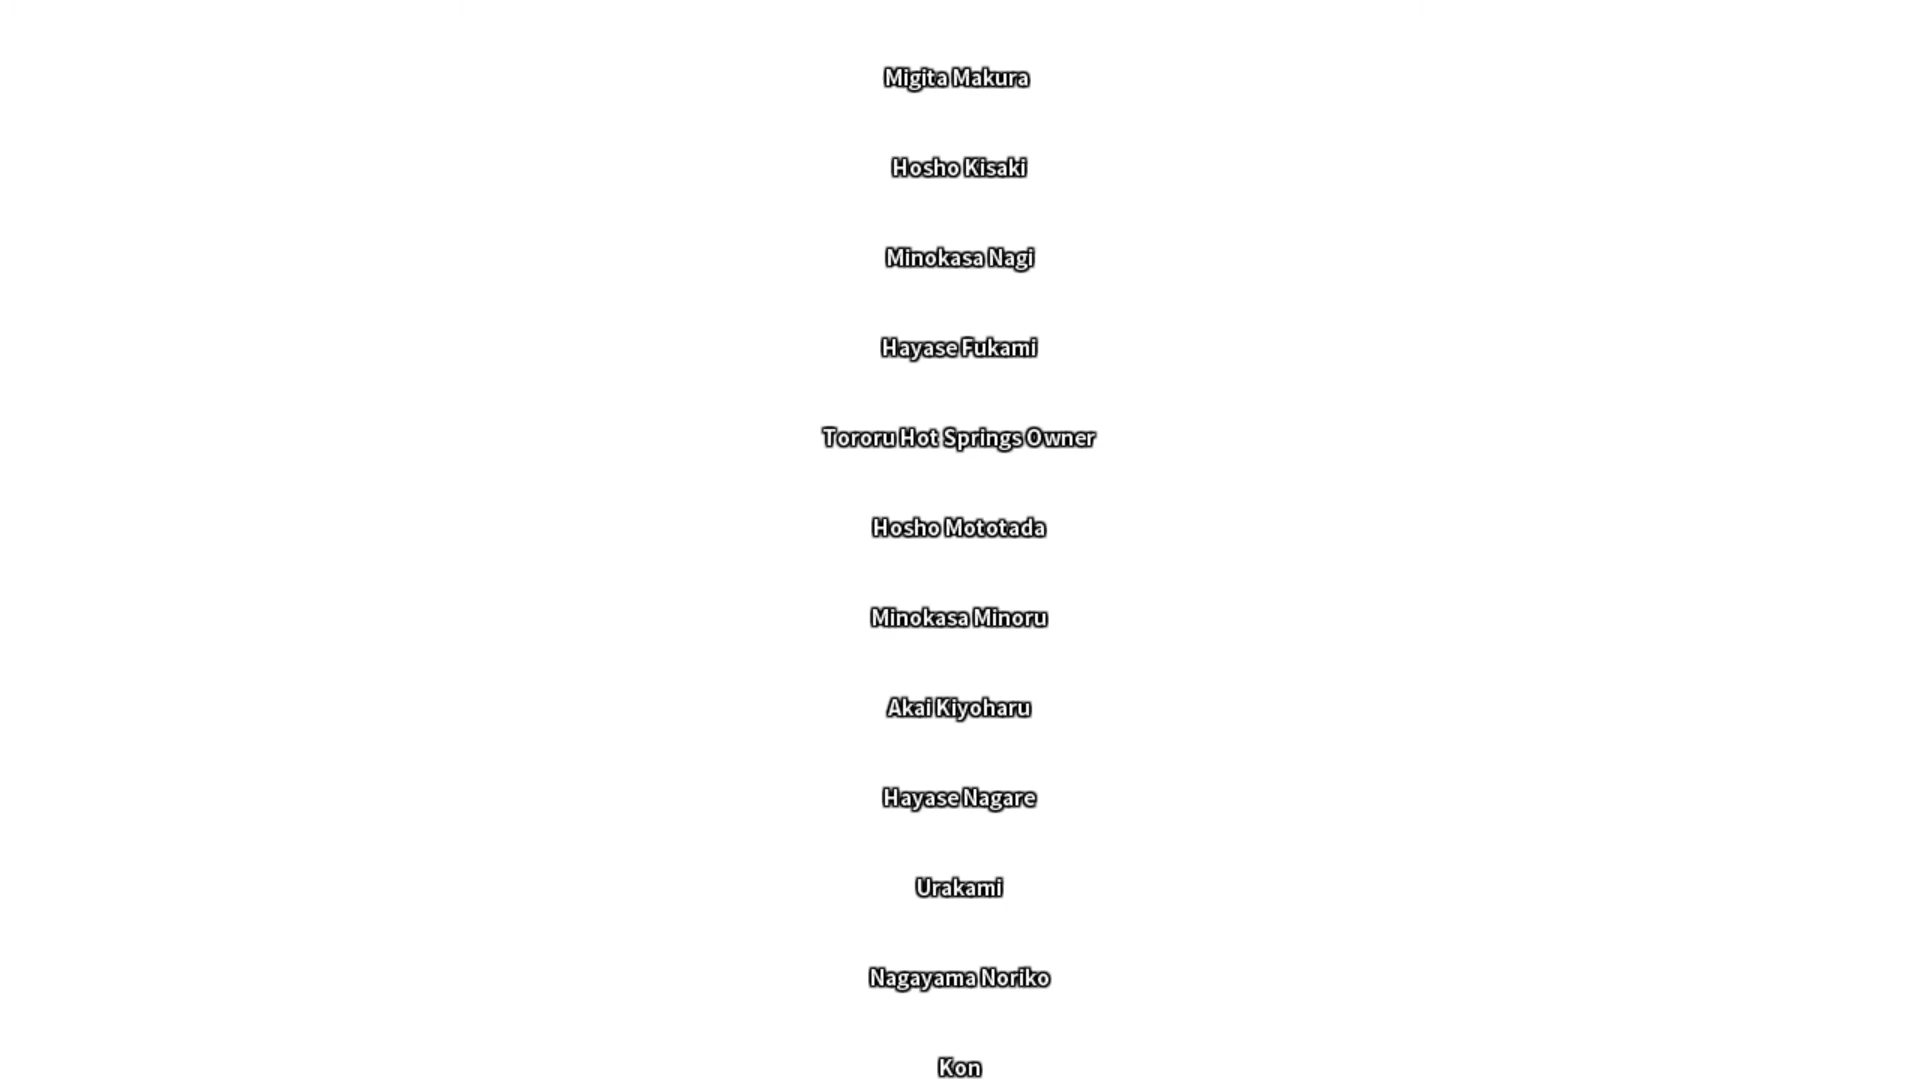 Migita Makura
Hosho Kisaki
Minokasa Nagi
Hayase Fukami
Tororu Hot Springs Owner
Hosho Mototada
Minokasa Minoru
Akai Kiyoharu
Hayase Nagare
Urakami
Nagayama Noriko
Kon